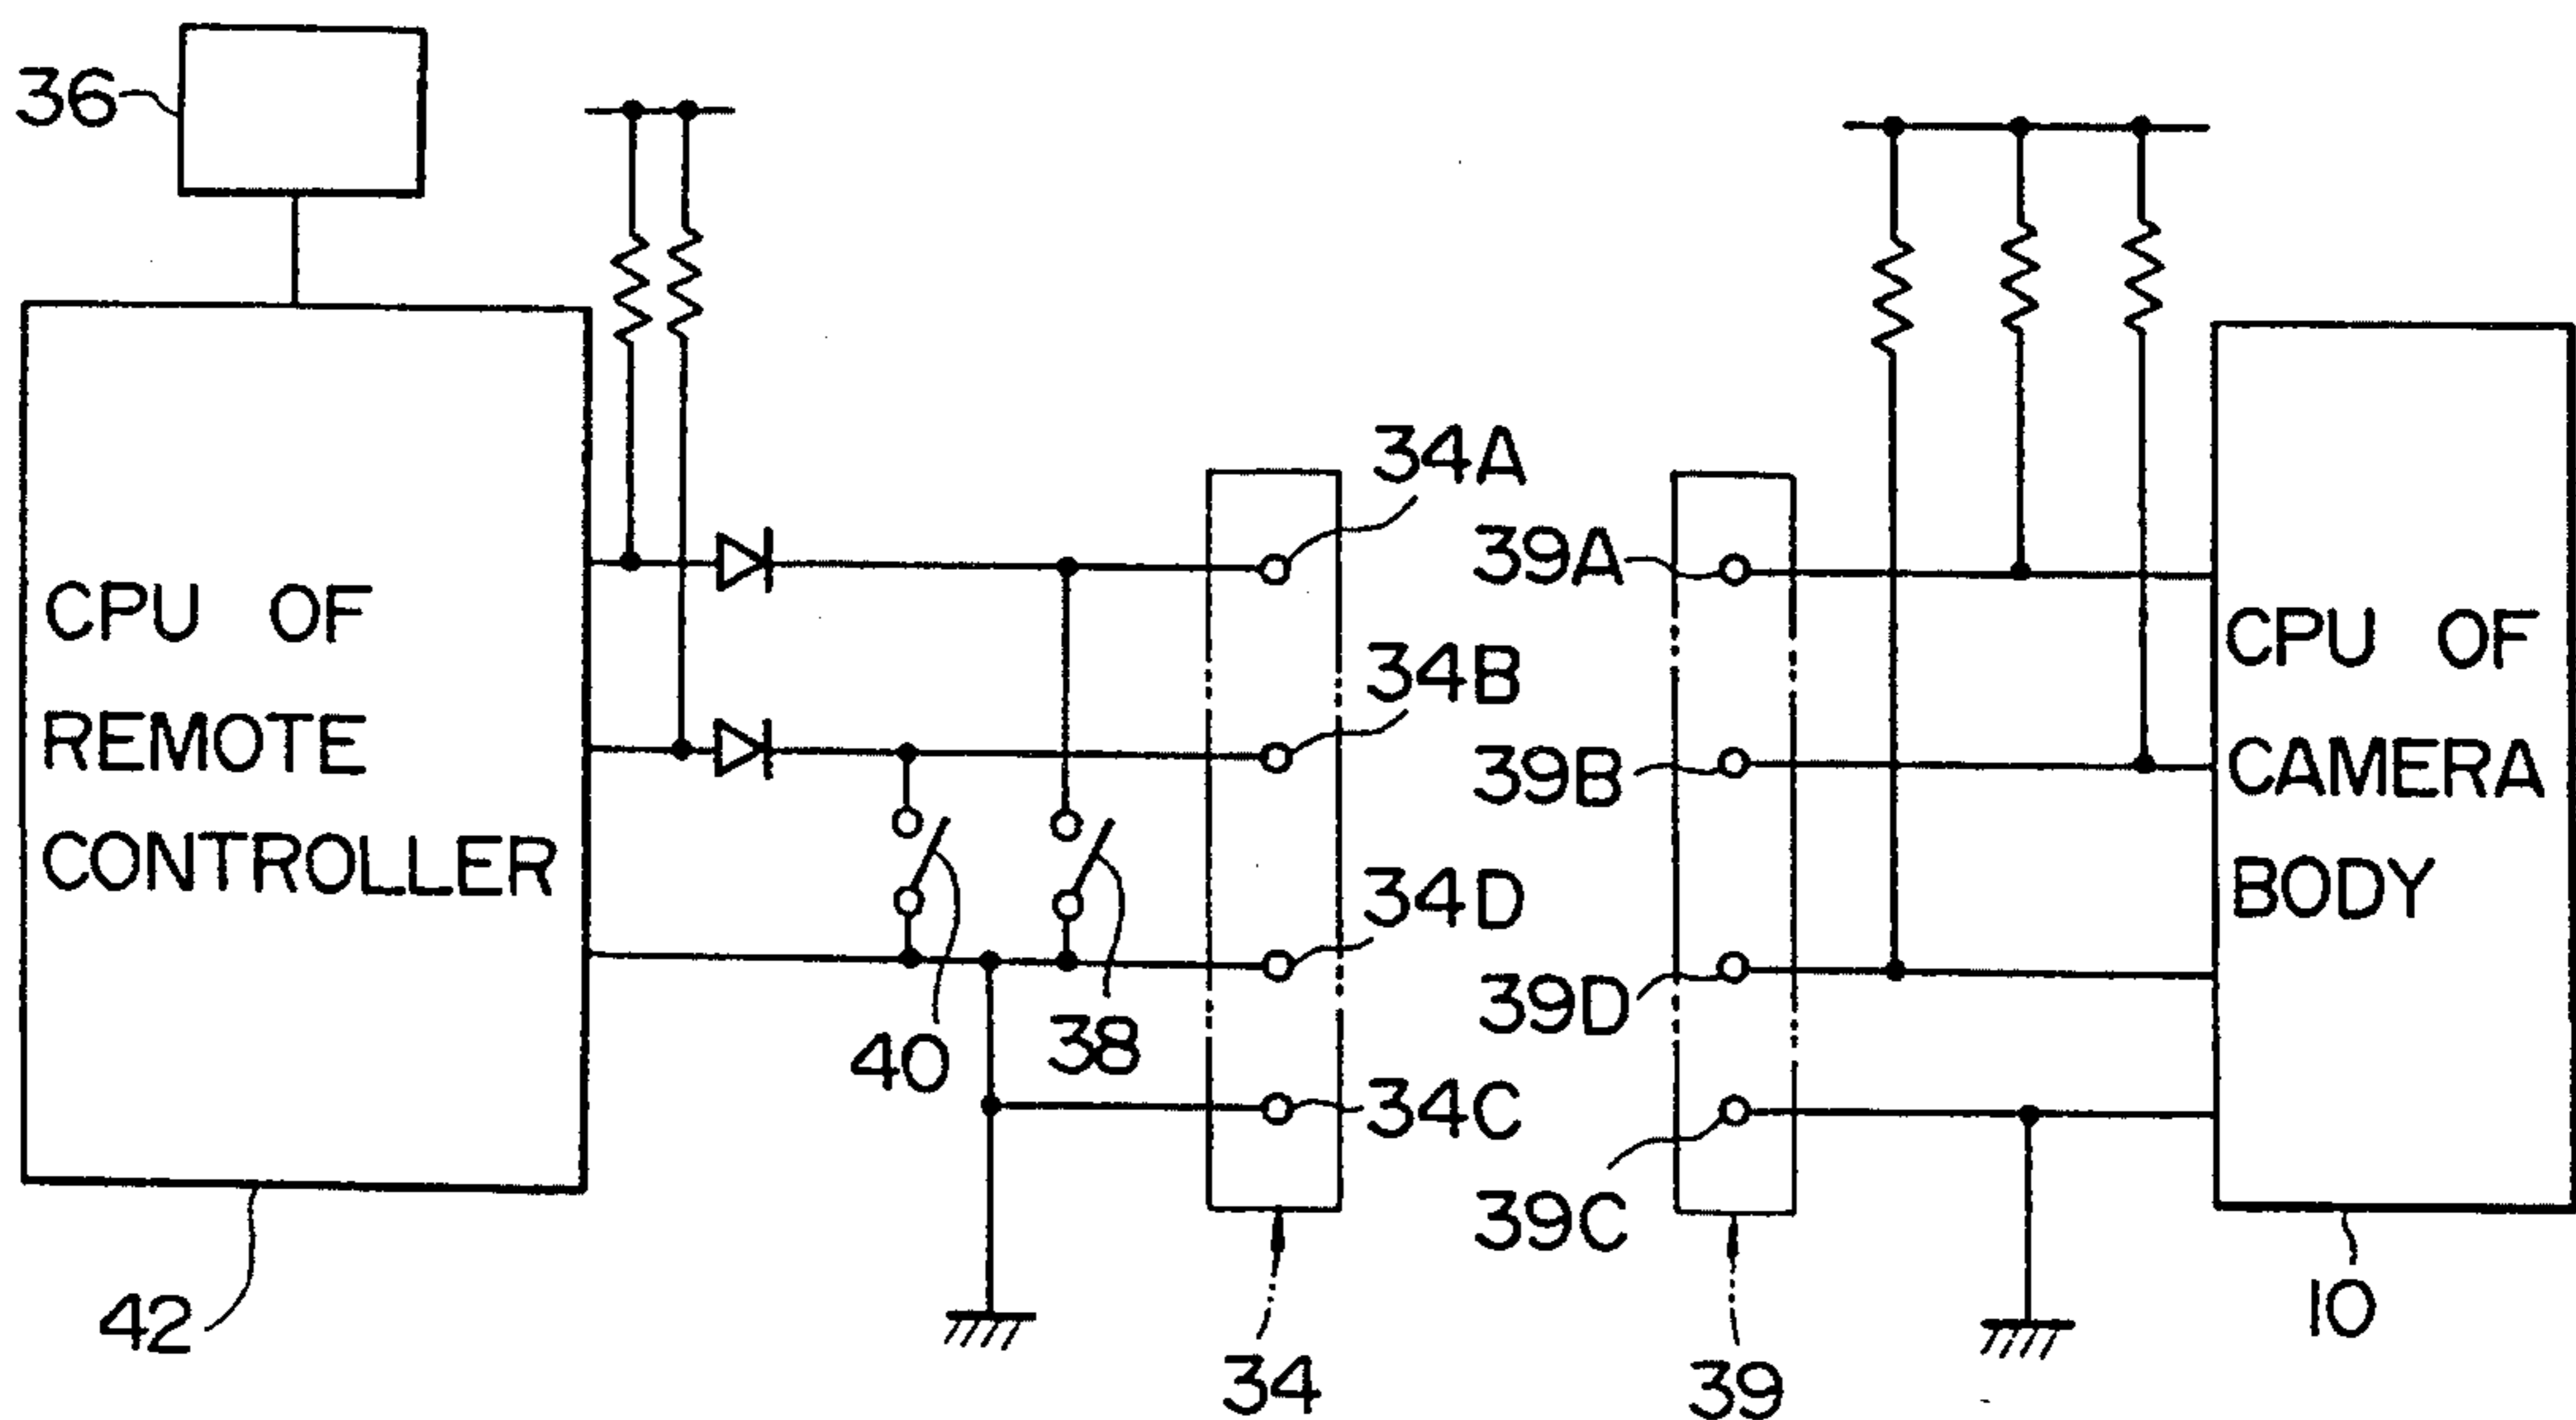 36
CPU OF
REMOTE
CONTROLLER
42
40
38
34A
34B
34D
34C
34
39A
39B
39D
39C
39
CPU OF
CAMERA
BODY
10